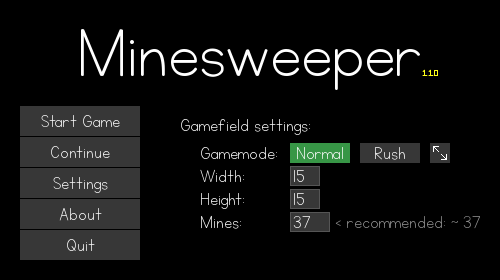 Minesweeper 1.1.0
Start Game
Continue
Settings
About
Quit
Gamefield settings:
Gamemode: Normal Rush
Width: 15
Height: 15
Mines: 37 < recommended: ~ 37